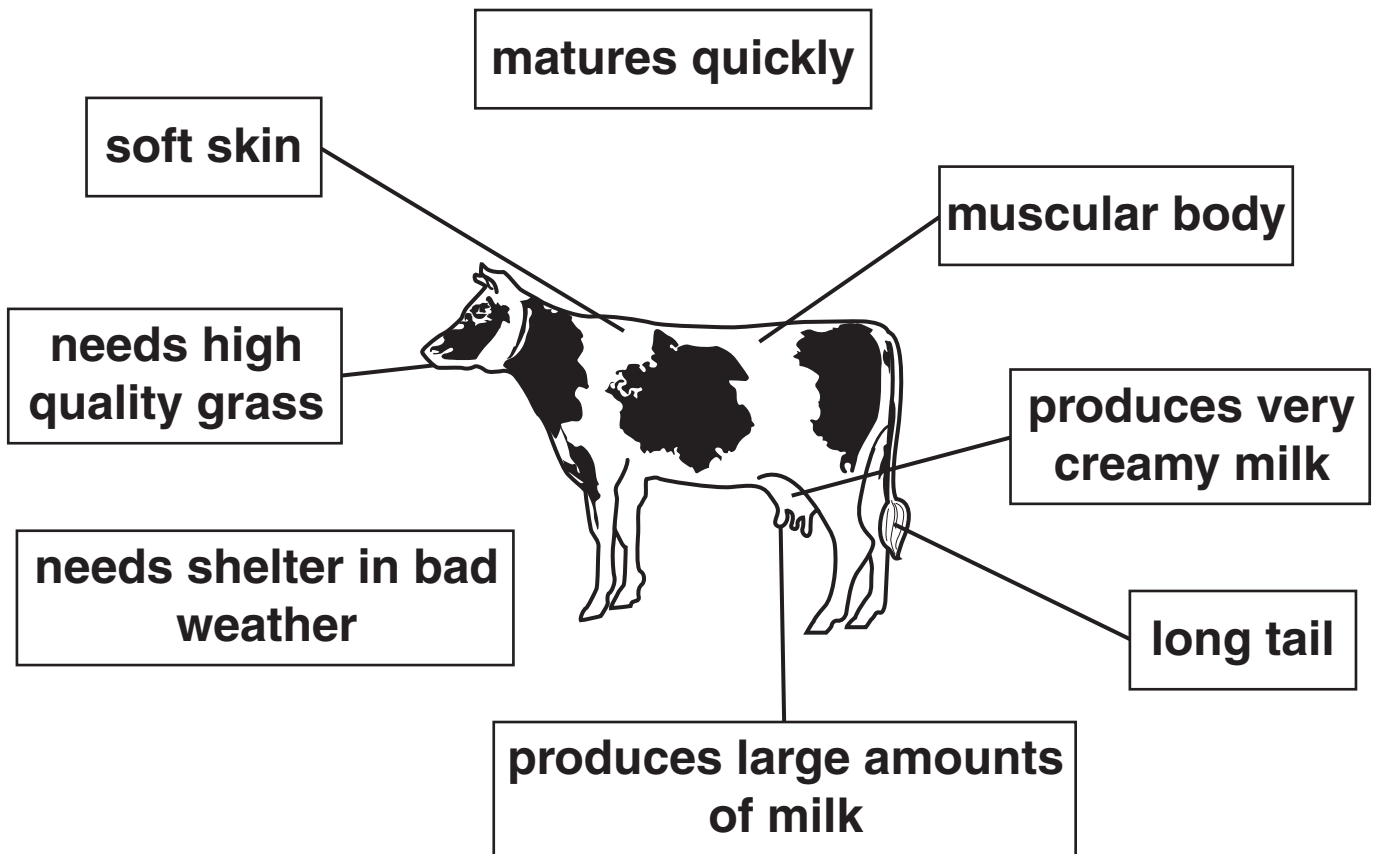 matures quickly
soft skin
muscular body
needs high
quality grass
produces very
creamy milk
needs shelter in bad
weather
long tail
produces large amounts
of milk